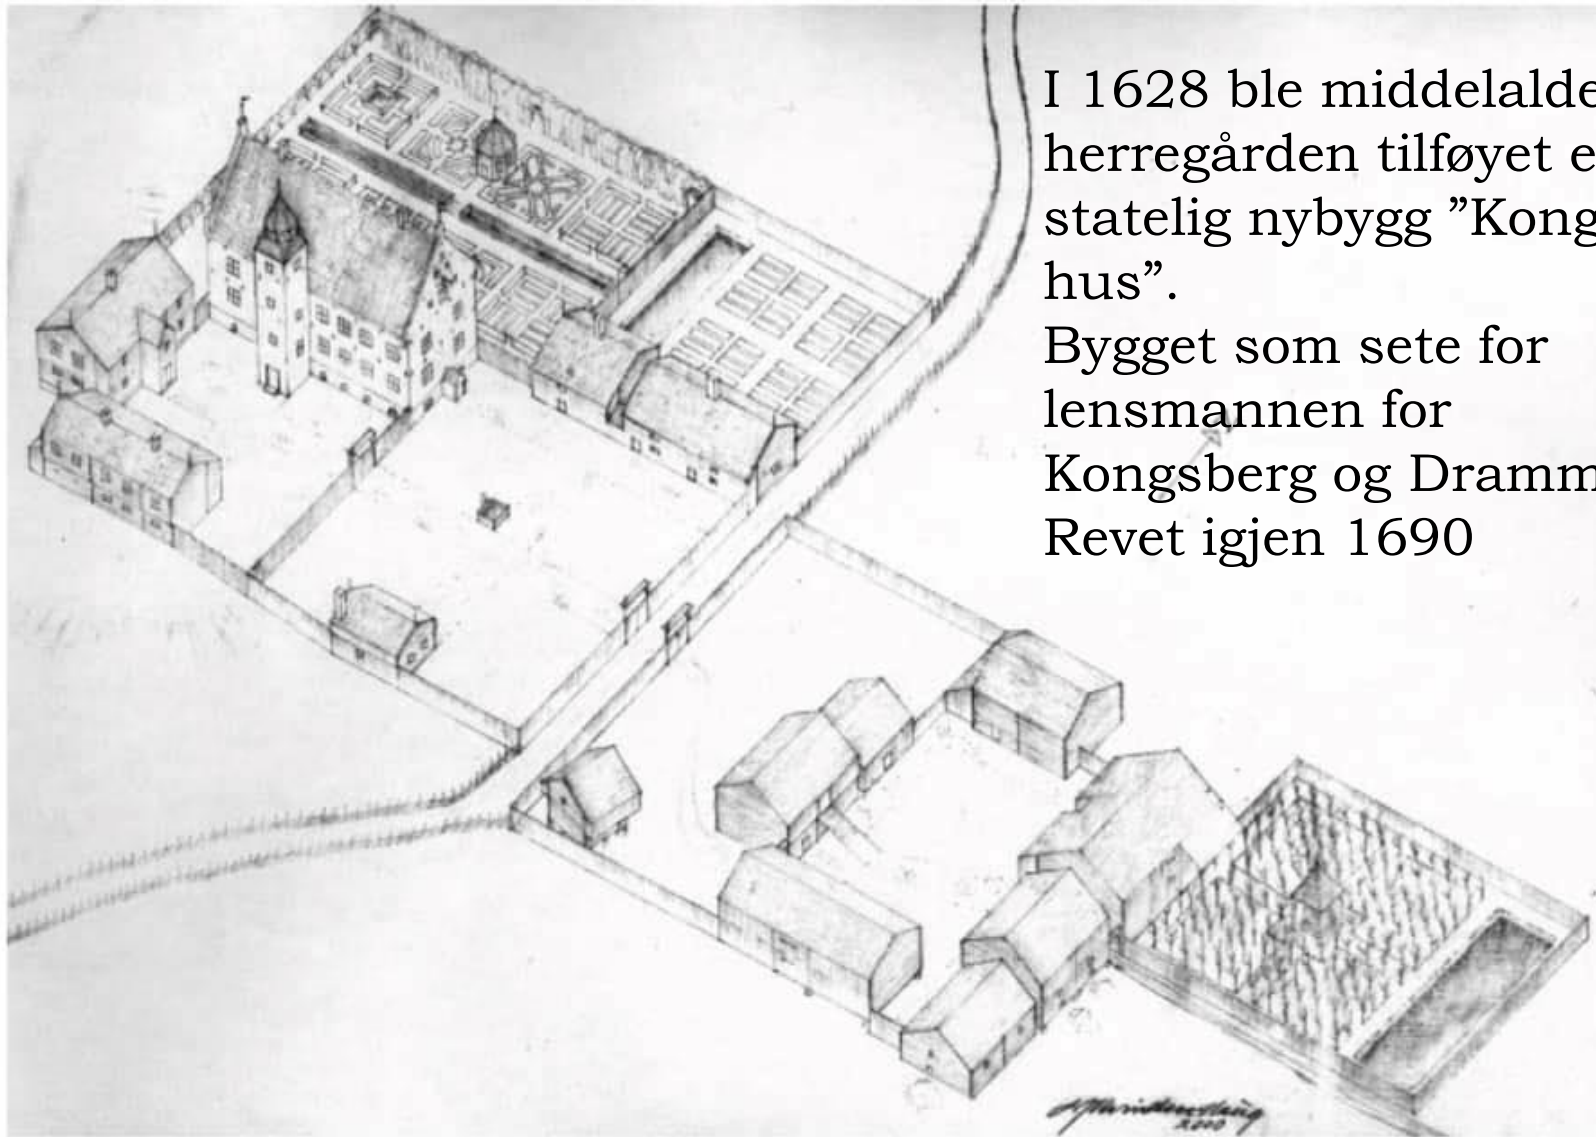 I 1628 ble middelalde
herregården tilføyet e
statelig nybygg ”Kong
hus”.
Bygget som sete for
lensmannen for
Kongsberg og Dramm
Revet igjen 1690
2000